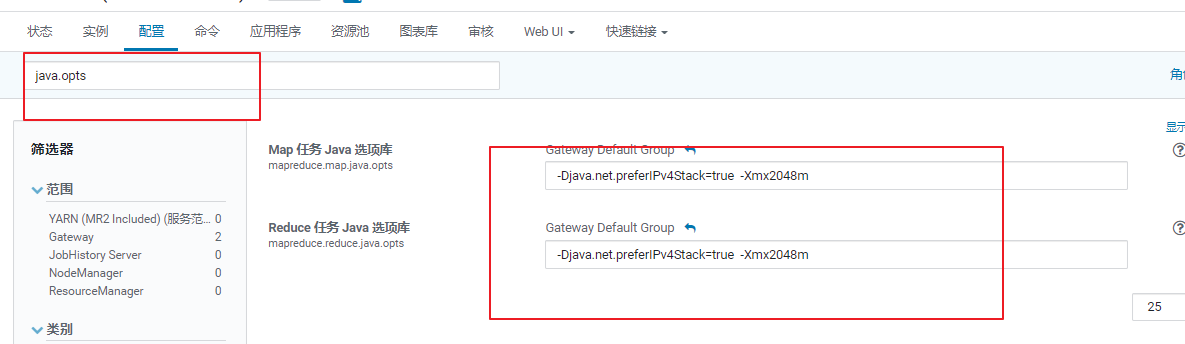 状态 实例 配置 命令 应用程序 资源池 图表库 审核 Web UI 快速链接
java.opts
显示
筛选器
范围
YARN (MR2 Included) (服务范... 0
Gateway 2
JobHistory Server 0
NodeManager 0
ResourceManager 0
类别
Map 任务 Java 选项库
mapreduce.map.java.opts
Gateway Default Group
-Djava.net.preferIPv4Stack=true -Xmx2048m
Reduce 任务 Java 选项库
mapreduce.reduce.java.opts
Gateway Default Group
-Djava.net.preferIPv4Stack=true -Xmx2048m
25